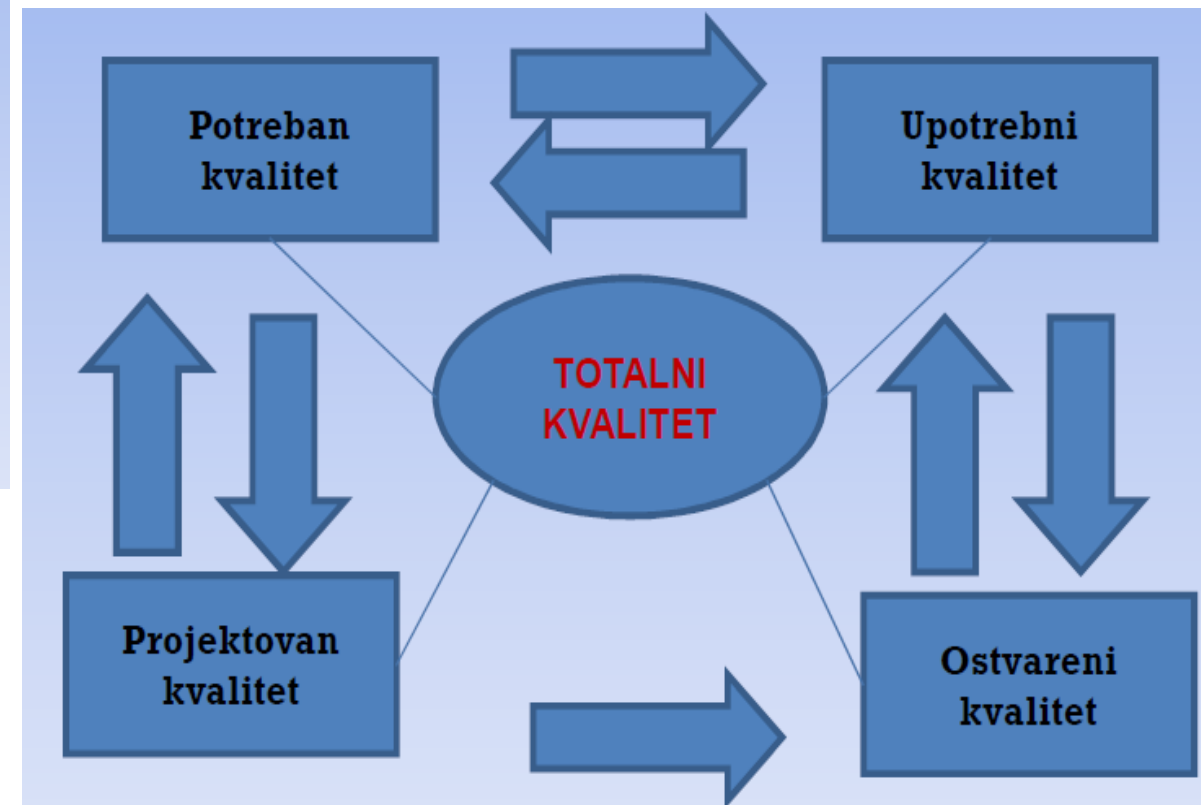 Potreban
kvalitet
Upotrebni
kvalitet
TOTALNI
KVALITET
Projektovan
kvalitet
Ostvareni
kvalitet